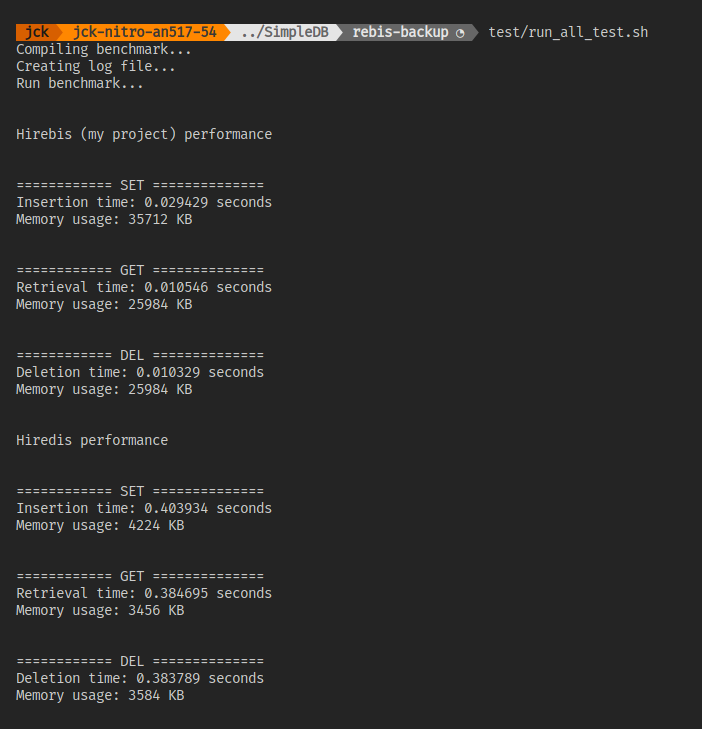 jck jck-nitro-an517-54 ../SimpleDB rebis-backup ◔ test/run_all_test.sh
Compiling benchmark...
Creating log file...
Run benchmark...
Hirebis (my project) performance
============ SET ==============
Insertion time: 0.029429 seconds
Memory usage: 35712 KB
============ GET ==============
Retrieval time: 0.010546 seconds
Memory usage: 25984 KB
============ DEL ==============
Deletion time: 0.010329 seconds
Memory usage: 25984 KB
Hiredis performance
============ SET ==============
Insertion time: 0.403934 seconds
Memory usage: 4224 KB
============ GET ==============
Retrieval time: 0.384695 seconds
Memory usage: 3456 KB
============ DEL ==============
Deletion time: 0.383789 seconds
Memory usage: 3584 KB